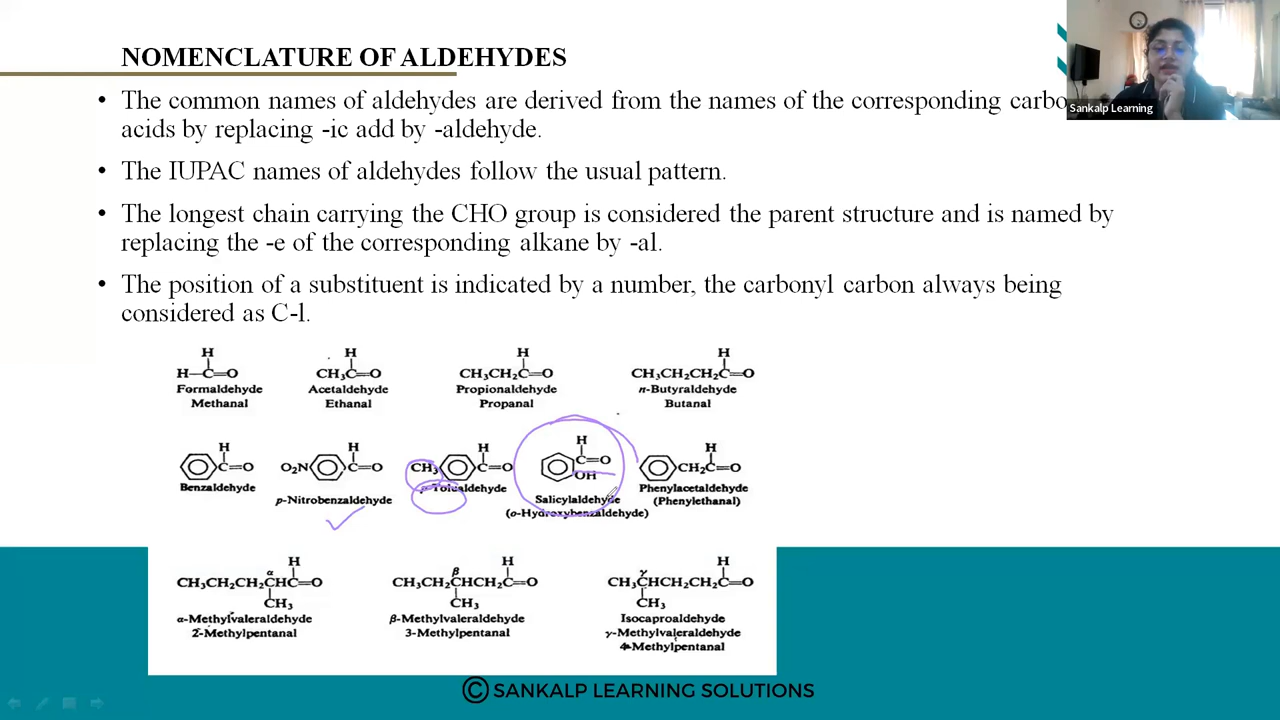 NOMENCLATURE OF ALDEHYDES
• The common names of aldehydes are derived from the names of the corresponding carbo
acids by replacing -ic add by -aldehyde.
• The IUPAC names of aldehydes follow the usual pattern.
• The longest chain carrying the CHO group is considered the parent structure and is named by
replacing the -e of the corresponding alkane by -al.
• The position of a substituent is indicated by a number, the carbonyl carbon always being
considered as C-l.
Sankalp Learning
H H H H
H—C=O CH3C=O CH3CH2C=O CH3CH2CH2C=O
Formaldehyde Acetaldehyde Propionaldehyde n-Butyraldehyde
Methanal Ethanal Propanal Butanal
H H H H H
C=O O2N C=O CH3 C=O C=O CH2C=O
OH
Benzaldehyde p-Nitrobenzaldehyde p-Tolualdehyde Salicylaldehyde Phenylacetaldehyde
(o-Hydroxybenzaldehyde) (Phenylethanal)
α H β H γ H
CH3CH2CH2CHC=O CH3CH2CHCH2C=O CH3CHCH2CH2C=O
CH3 CH3 CH3
α-Methylvaleraldehyde β-Methylvaleraldehyde Isocaproaldehyde
2-Methylpentanal 3-Methylpentanal γ-Methylvaleraldehyde
4-Methylpentanal
© SANKALP LEARNING SOLUTIONS